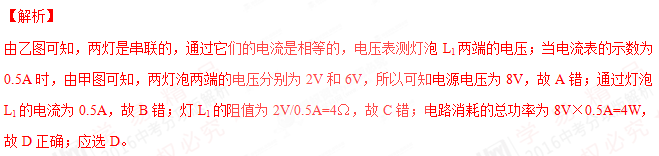 【解析】
由乙图可知，两灯是串联的，通过它们的电流是相等的，电压表测灯泡 L₁两端的电压；当电流表的示数为
0.5A 时，由甲图可知，两灯泡两端的电压分别为 2V 和 6V，所以可知电源电压为 8V，故 A 错；通过灯泡
L₁的电流为 0.5A，故 B 错；灯 L₁的阻值为 2V/0.5A=4Ω，故 C 错；电路消耗的总功率为 8V×0.5A=4W，
故 D 正确；应选 D。